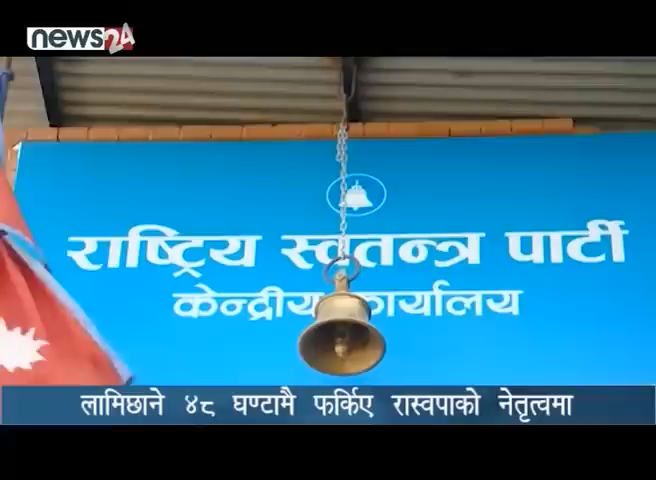 news24
राष्ट्रिय स्वतन्त्र पार्टी
केन्द्रीय कार्यालय
लामिछाने ४८ घण्टामै फर्किए रास्वपाको नेतृत्वमा